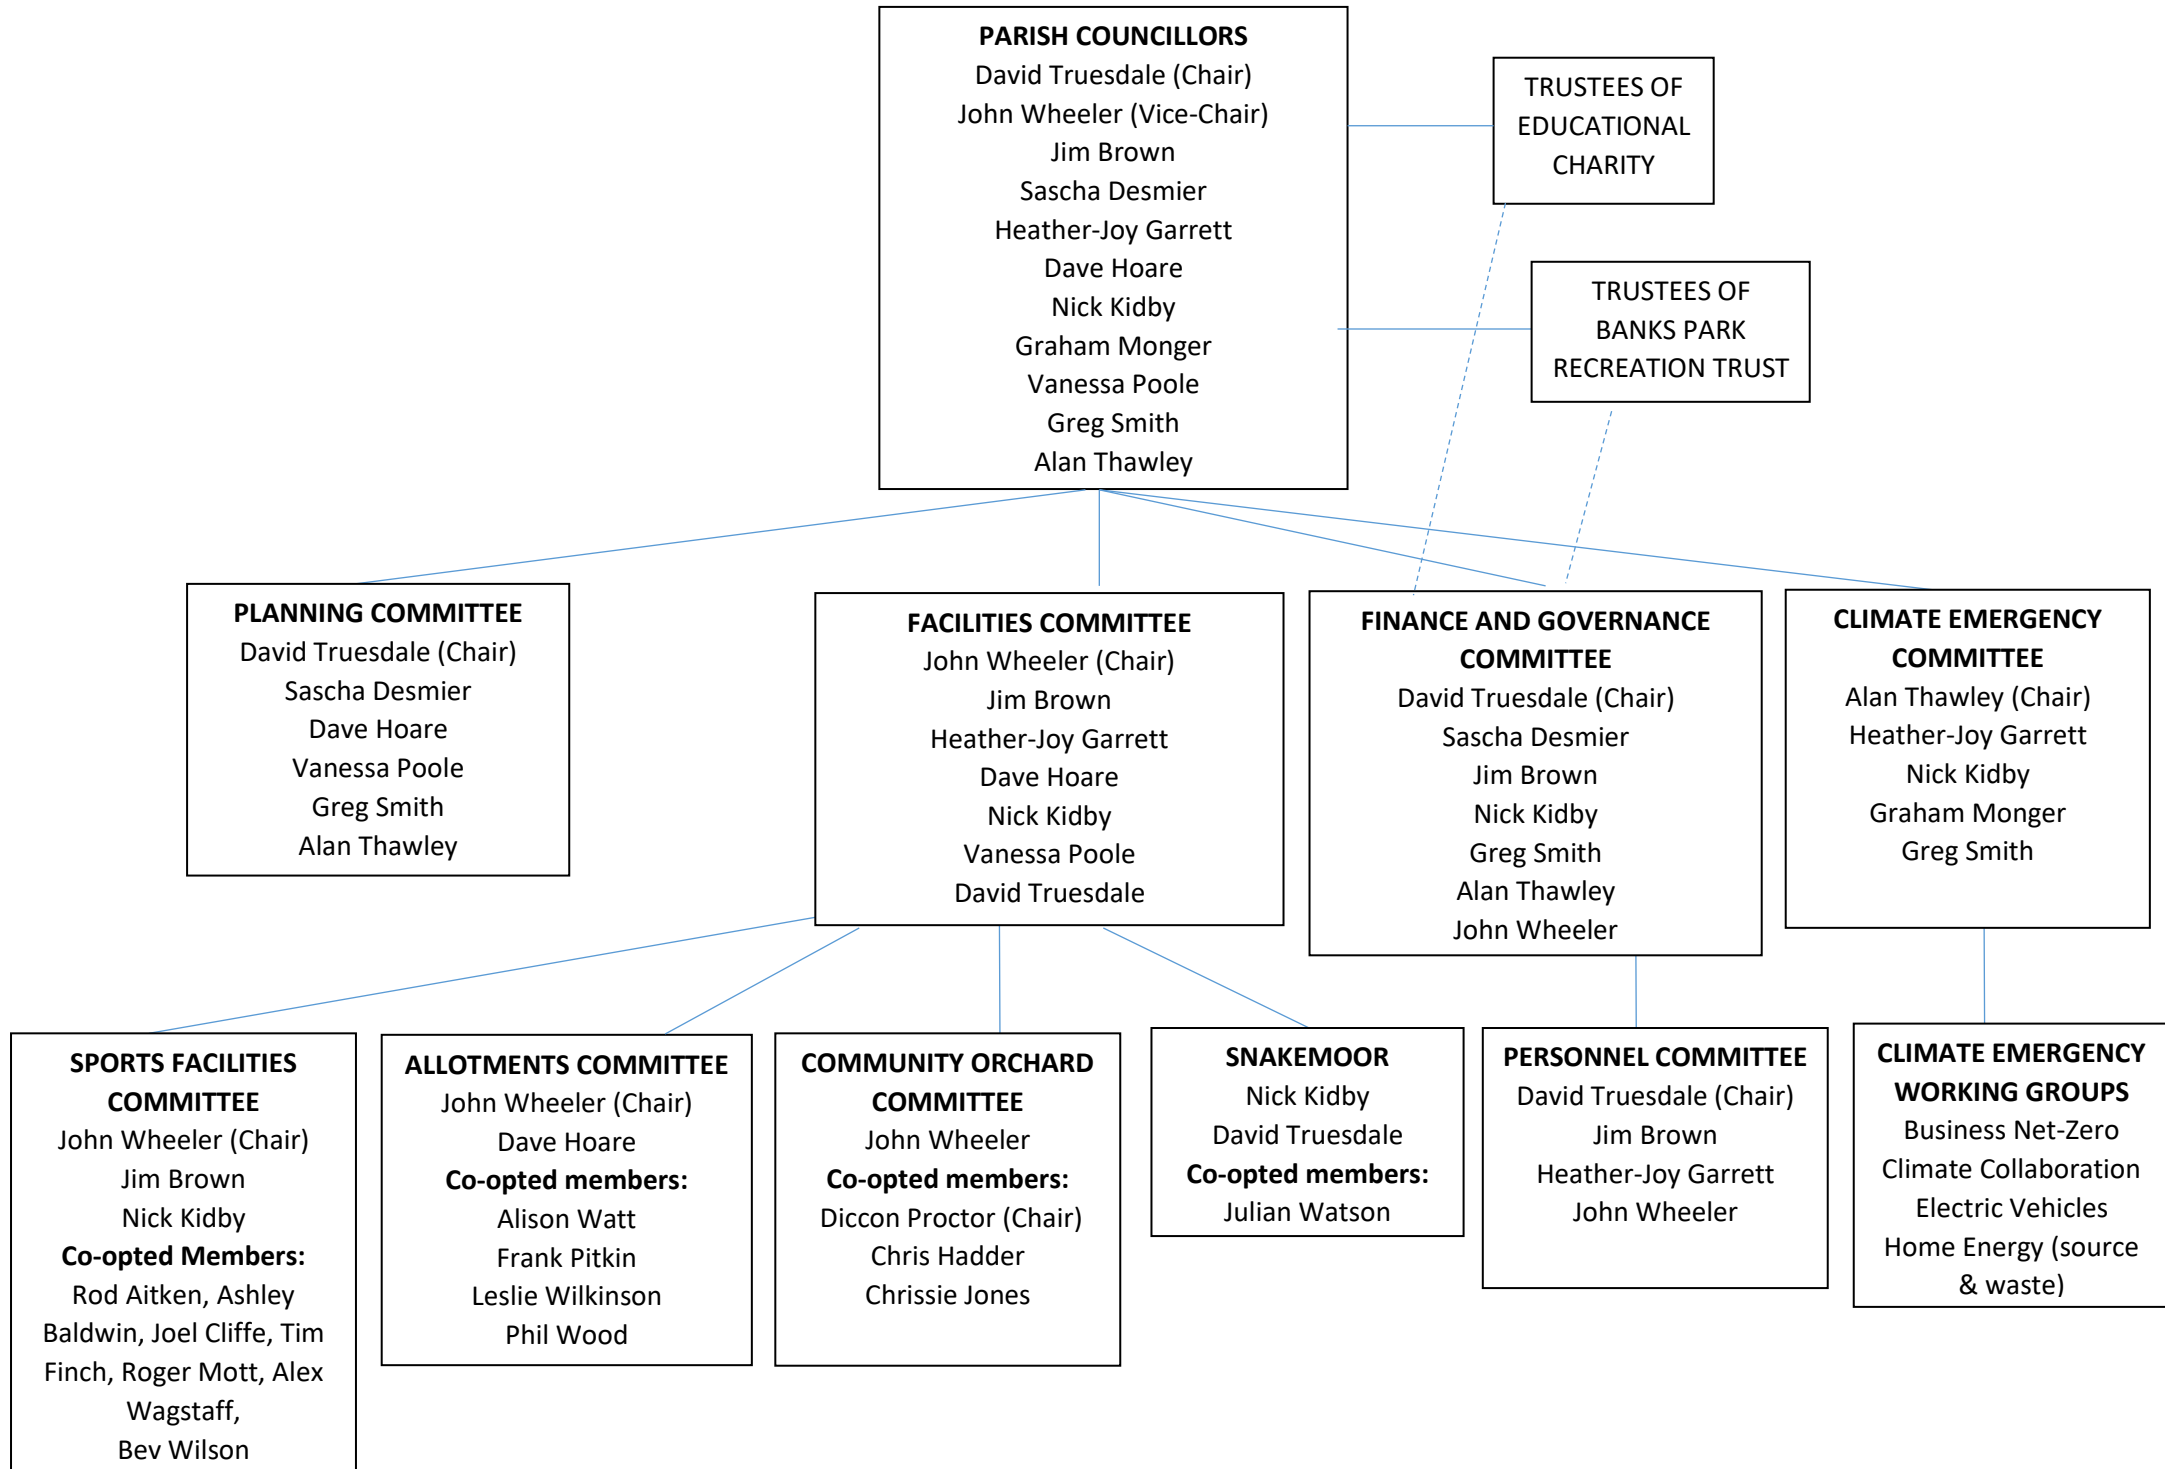 PARISH COUNCILLORS
David Truesdale (Chair)
John Wheeler (Vice-Chair)
Jim Brown
Sascha Desmier
Heather-Joy Garrett
Dave Hoare
Nick Kidby
Graham Monger
Vanessa Poole
Greg Smith
Alan Thawley
TRUSTEES OF
EDUCATIONAL
CHARITY
TRUSTEES OF
BANKS PARK
RECREATION TRUST
PLANNING COMMITTEE
David Truesdale (Chair)
Sascha Desmier
Dave Hoare
Vanessa Poole
Greg Smith
Alan Thawley
FACILITIES COMMITTEE
John Wheeler (Chair)
Jim Brown
Heather-Joy Garrett
Dave Hoare
Nick Kidby
Vanessa Poole
David Truesdale
FINANCE AND GOVERNANCE
COMMITTEE
David Truesdale (Chair)
Sascha Desmier
Jim Brown
Nick Kidby
Greg Smith
Alan Thawley
John Wheeler
CLIMATE EMERGENCY
COMMITTEE
Alan Thawley (Chair)
Heather-Joy Garrett
Nick Kidby
Graham Monger
Greg Smith
SPORTS FACILITIES
COMMITTEE
John Wheeler (Chair)
Jim Brown
Nick Kidby
Co-opted Members:
Rod Aitken, Ashley
Baldwin, Joel Cliffe, Tim
Finch, Roger Mott, Alex
Wagstaff,
Bev Wilson
ALLOTMENTS COMMITTEE
John Wheeler (Chair)
Dave Hoare
Co-opted members:
Alison Watt
Frank Pitkin
Leslie Wilkinson
Phil Wood
COMMUNITY ORCHARD
COMMITTEE
John Wheeler
Co-opted members:
Diccon Proctor (Chair)
Chris Hadder
Chrissie Jones
SNAKEMOOR
Nick Kidby
David Truesdale
Co-opted members:
Julian Watson
PERSONNEL COMMITTEE
David Truesdale (Chair)
Jim Brown
Heather-Joy Garrett
John Wheeler
CLIMATE EMERGENCY
WORKING GROUPS
Business Net-Zero
Climate Collaboration
Electric Vehicles
Home Energy (source
& waste)